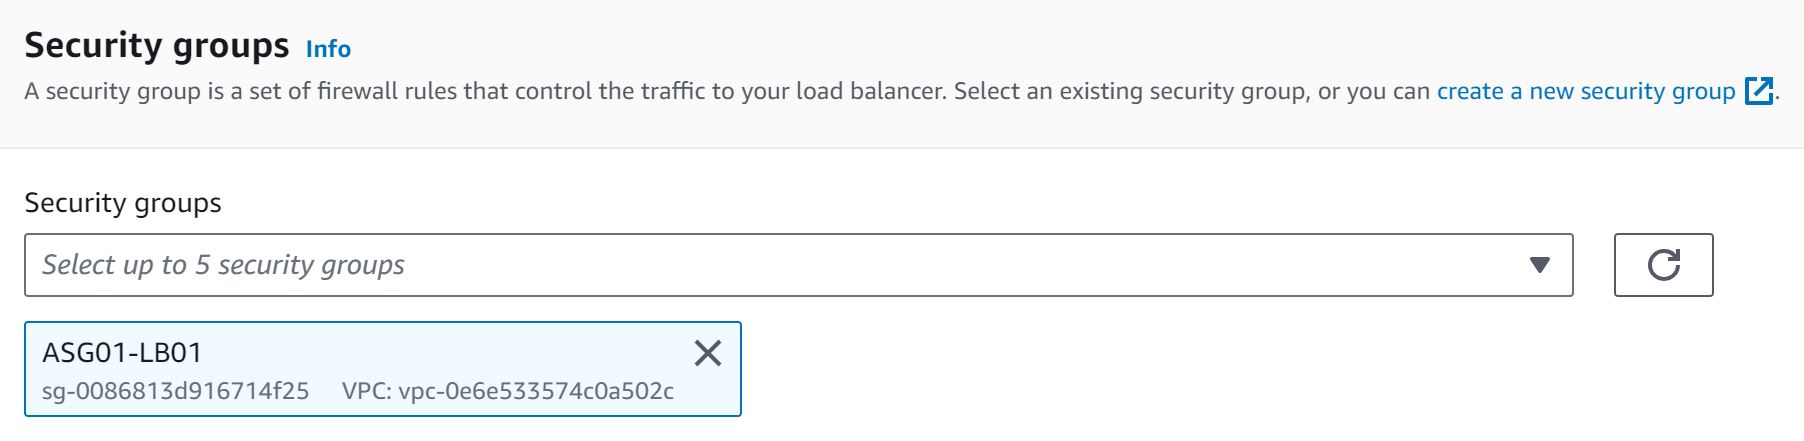 Security groups Info
A security group is a set of firewall rules that control the traffic to your load balancer. Select an existing security group, or you can create a new security group.
Security groups
Select up to 5 security groups
ASG01-LB01
sg-0086813d916714f25 VPC: vpc-0e6e533574c0a502c